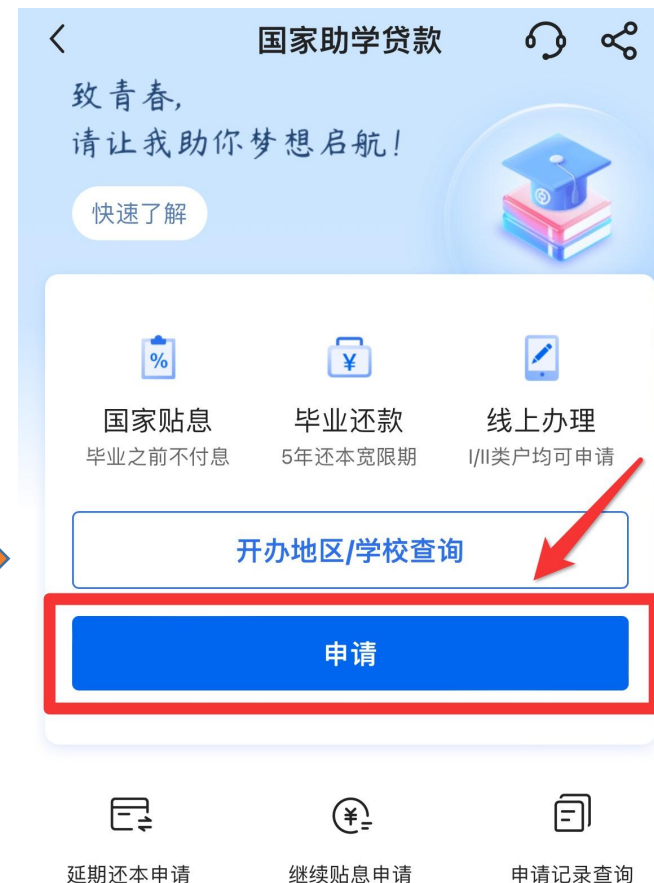 国家助学贷款
致青春,
请让我助你梦想启航!
快速了解
%
¥
国家贴息
毕业还款
线上办理
毕业之前不付息
5年还本宽限期
I/II类户均可申请
开办地区/学校查询
申请
¥
延期还本申请
继续贴息申请
申请记录查询